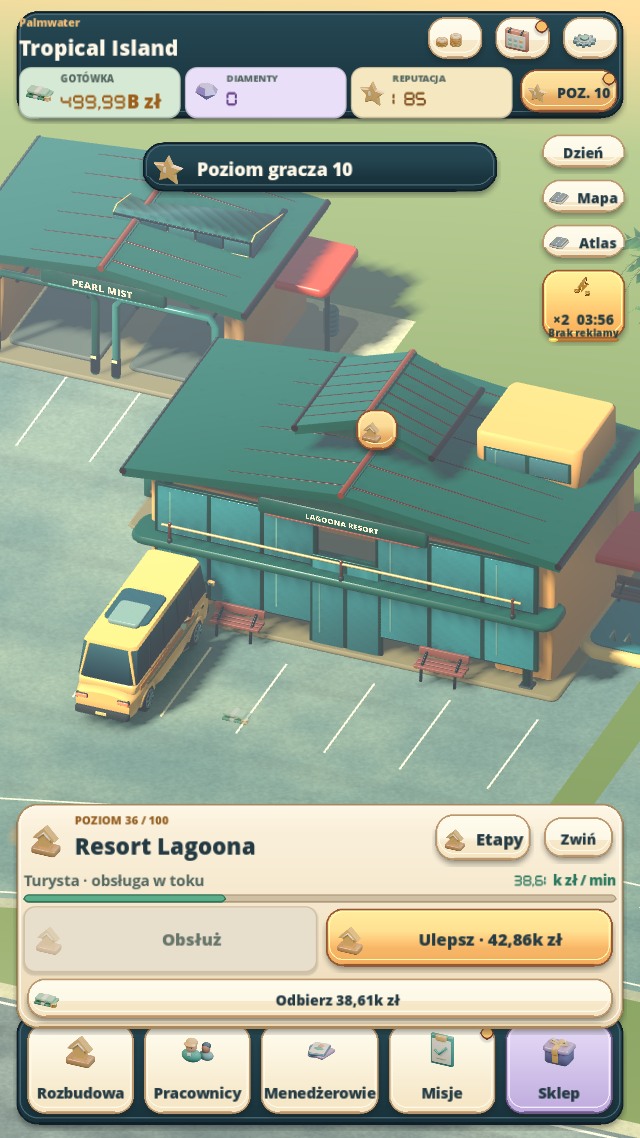 Palmwater
Tropical Island
GOTÓWKA
499,99B zł
DIAMENTY
0
REPUTACJA
185
POZ. 10
Poziom gracza 10
Dzień
Mapa
Atlas
×2 03:56
Brak reklamy
PEARL MIST
LAGOONA RESORT
POZIOM 36 / 100
Resort Lagoona
Etapy
Zwiń
Turysta · obsługa w toku
38,61 k zł / min
Obsłuż
Ulepsz · 42,86k zł
Odbierz 38,61k zł
Rozbudowa
Pracownicy
Menedżerowie
Misje
Sklep